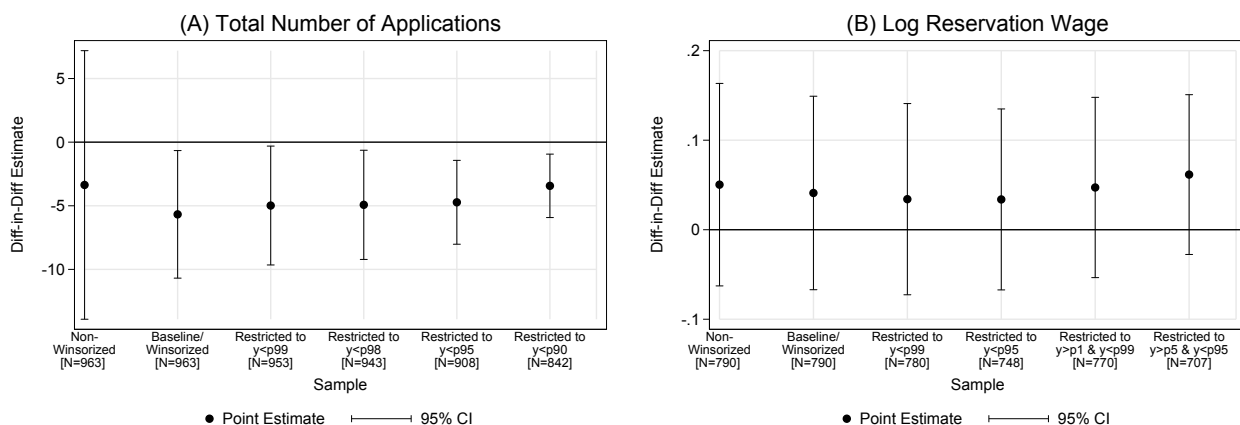 (A) Total Number of Applications
5
0
-5
-10
Diff-in-Diff Estimate
Non-
Winsorized
[N=963]
Baseline/
Winsorized
[N=963]
Restricted to
y<p99
[N=953]
Restricted to
y<p98
[N=943]
Restricted to
y<p95
[N=908]
Restricted to
y<p90
[N=842]
Sample
Point Estimate
95% CI
(B) Log Reservation Wage
.2
.1
0
-.1
Diff-in-Diff Estimate
Non-
Winsorized
[N=790]
Baseline/
Winsorized
[N=790]
Restricted to
y<p99
[N=780]
Restricted to
y<p95
[N=748]
Restricted to
y>p1 & y<p99
[N=770]
Restricted to
y>p5 & y<p95
[N=707]
Sample
Point Estimate
95% CI